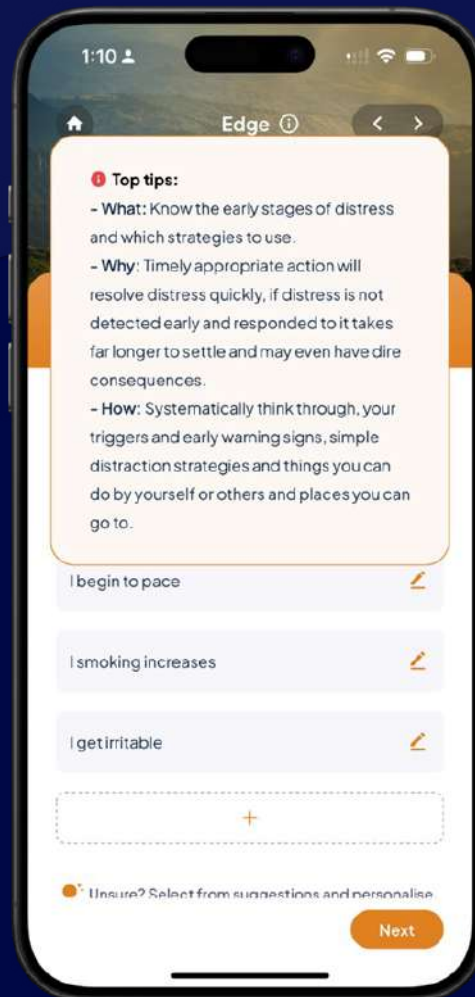 1:10
Edge
Top tips:
- What: Know the early stages of distress
and which strategies to use.
- Why: Timely appropriate action will
resolve distress quickly, if distress is not
detected early and responded to it takes
far longer to settle and may even have dire
consequences.
- How: Systematically think through, your
triggers and early warning signs, simple
distraction strategies and things you can
do by yourself or others and places you can
go to.
I begin to pace
I smoking increases
I get irritable
+
Unsure? Select from suggestions and personalise
Next